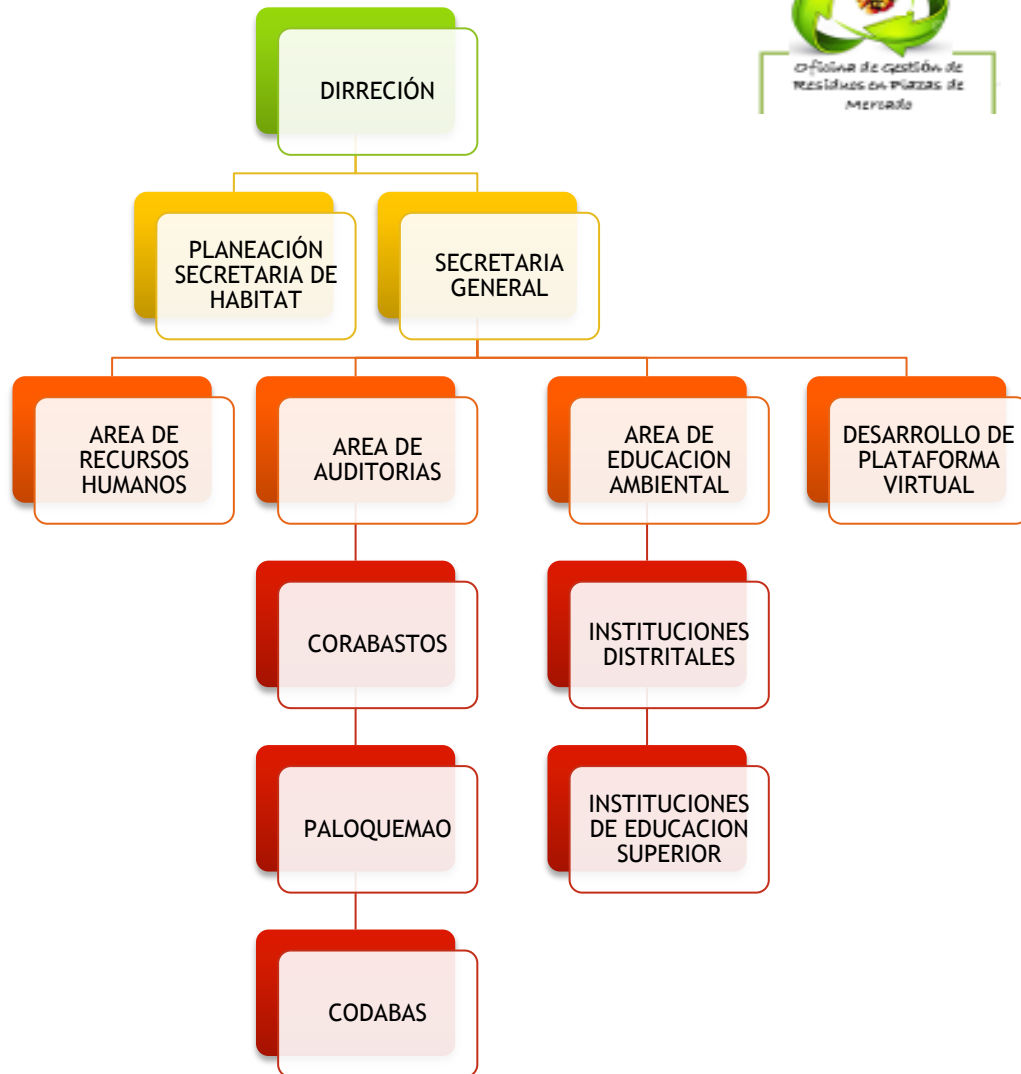 Oficina de Gestión de
Residuos en Plazas de
Mercado
DIRRECIÓN
PLANEACIÓN
SECRETARIA DE
HABITAT
SECRETARIA
GENERAL
AREA DE
RECURSOS
HUMANOS
AREA DE
AUDITORIAS
AREA DE
EDUCACION
AMBIENTAL
DESARROLLO DE
PLATAFORMA
VIRTUAL
CORABASTOS
INSTITUCIONES
DISTRITALES
PALOQUEMAO
INSTITUCIONES
DE EDUCACION
SUPERIOR
CODABAS